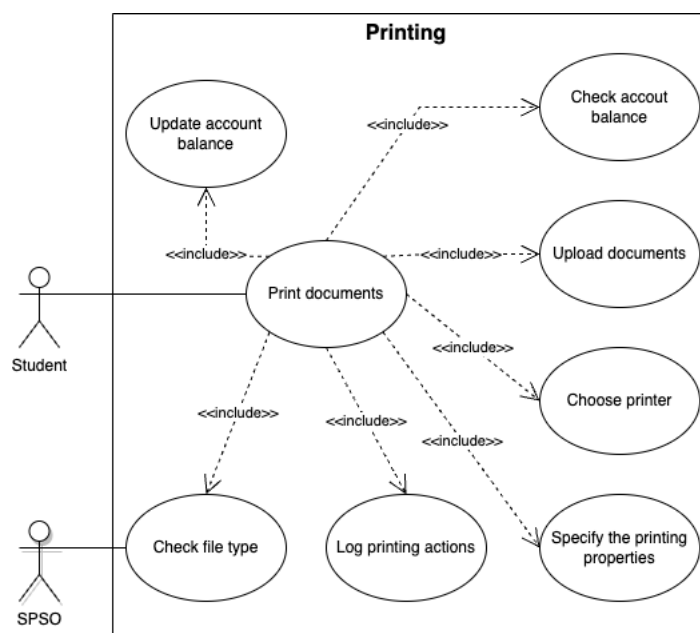 Printing
Update account
balance
Check accout
balance
<<include>>
<<include>>
<<include>>
Upload documents
Print documents
Student
<<include>>
Choose printer
<<include>>
<<include>>
<<include>>
Check file type
Log printing actions
Specify the printing
properties
SPSO